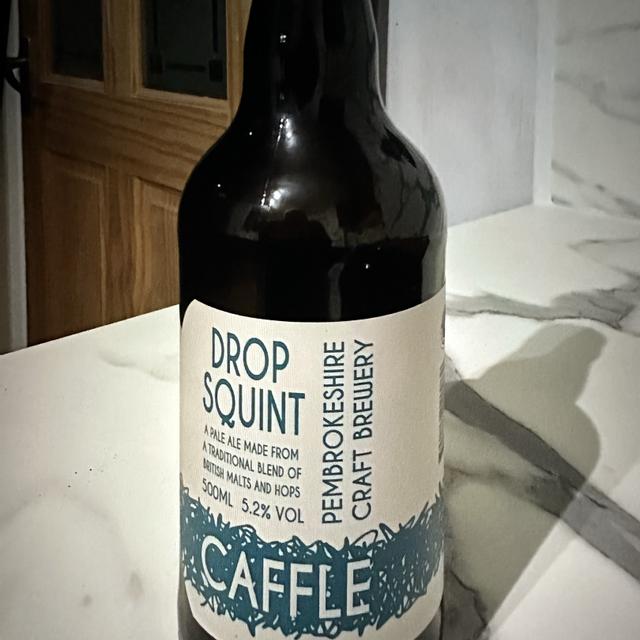 DROP
SQUINT
A PALE ALE MADE FROM
A TRADITIONAL BLEND OF
BRITISH MALTS AND HOPS
500ML 5.2% VOL
PEMBROKESHIRE
CRAFT BREWERY
CAFFLE